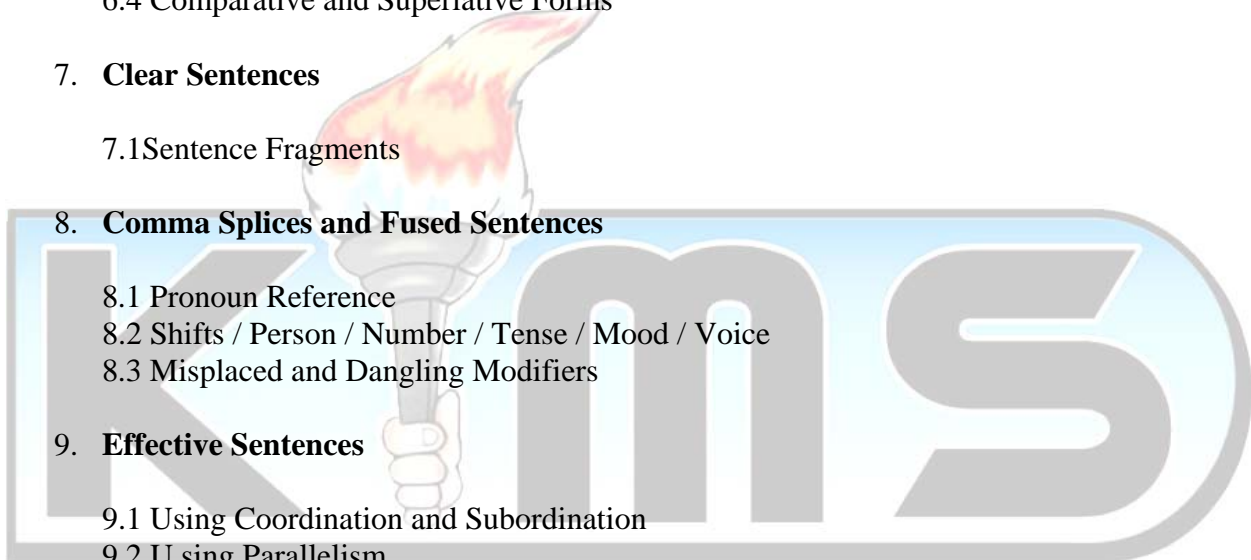 6.4 Comparative and Superlative Forms
7. Clear Sentences
7.1Sentence Fragments
8. Comma Splices and Fused Sentences
8.1 Pronoun Reference
8.2 Shifts / Person / Number / Tense / Mood / Voice
8.3 Misplaced and Dangling Modifiers
9. Effective Sentences
9.1 Using Coordination and Subordination
9.2 U sing Parallelism
KIMS